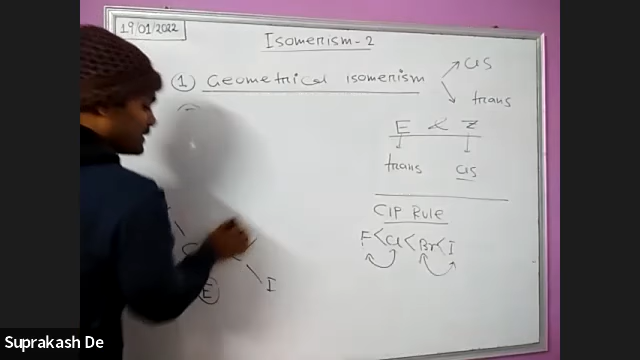 19/01/2022
Isomerism-2
① Geometrical isomerism
cis
trans
E < Z
trans cis
CIP Rule
F < Cl < Br < I
I
E
Suprakash De